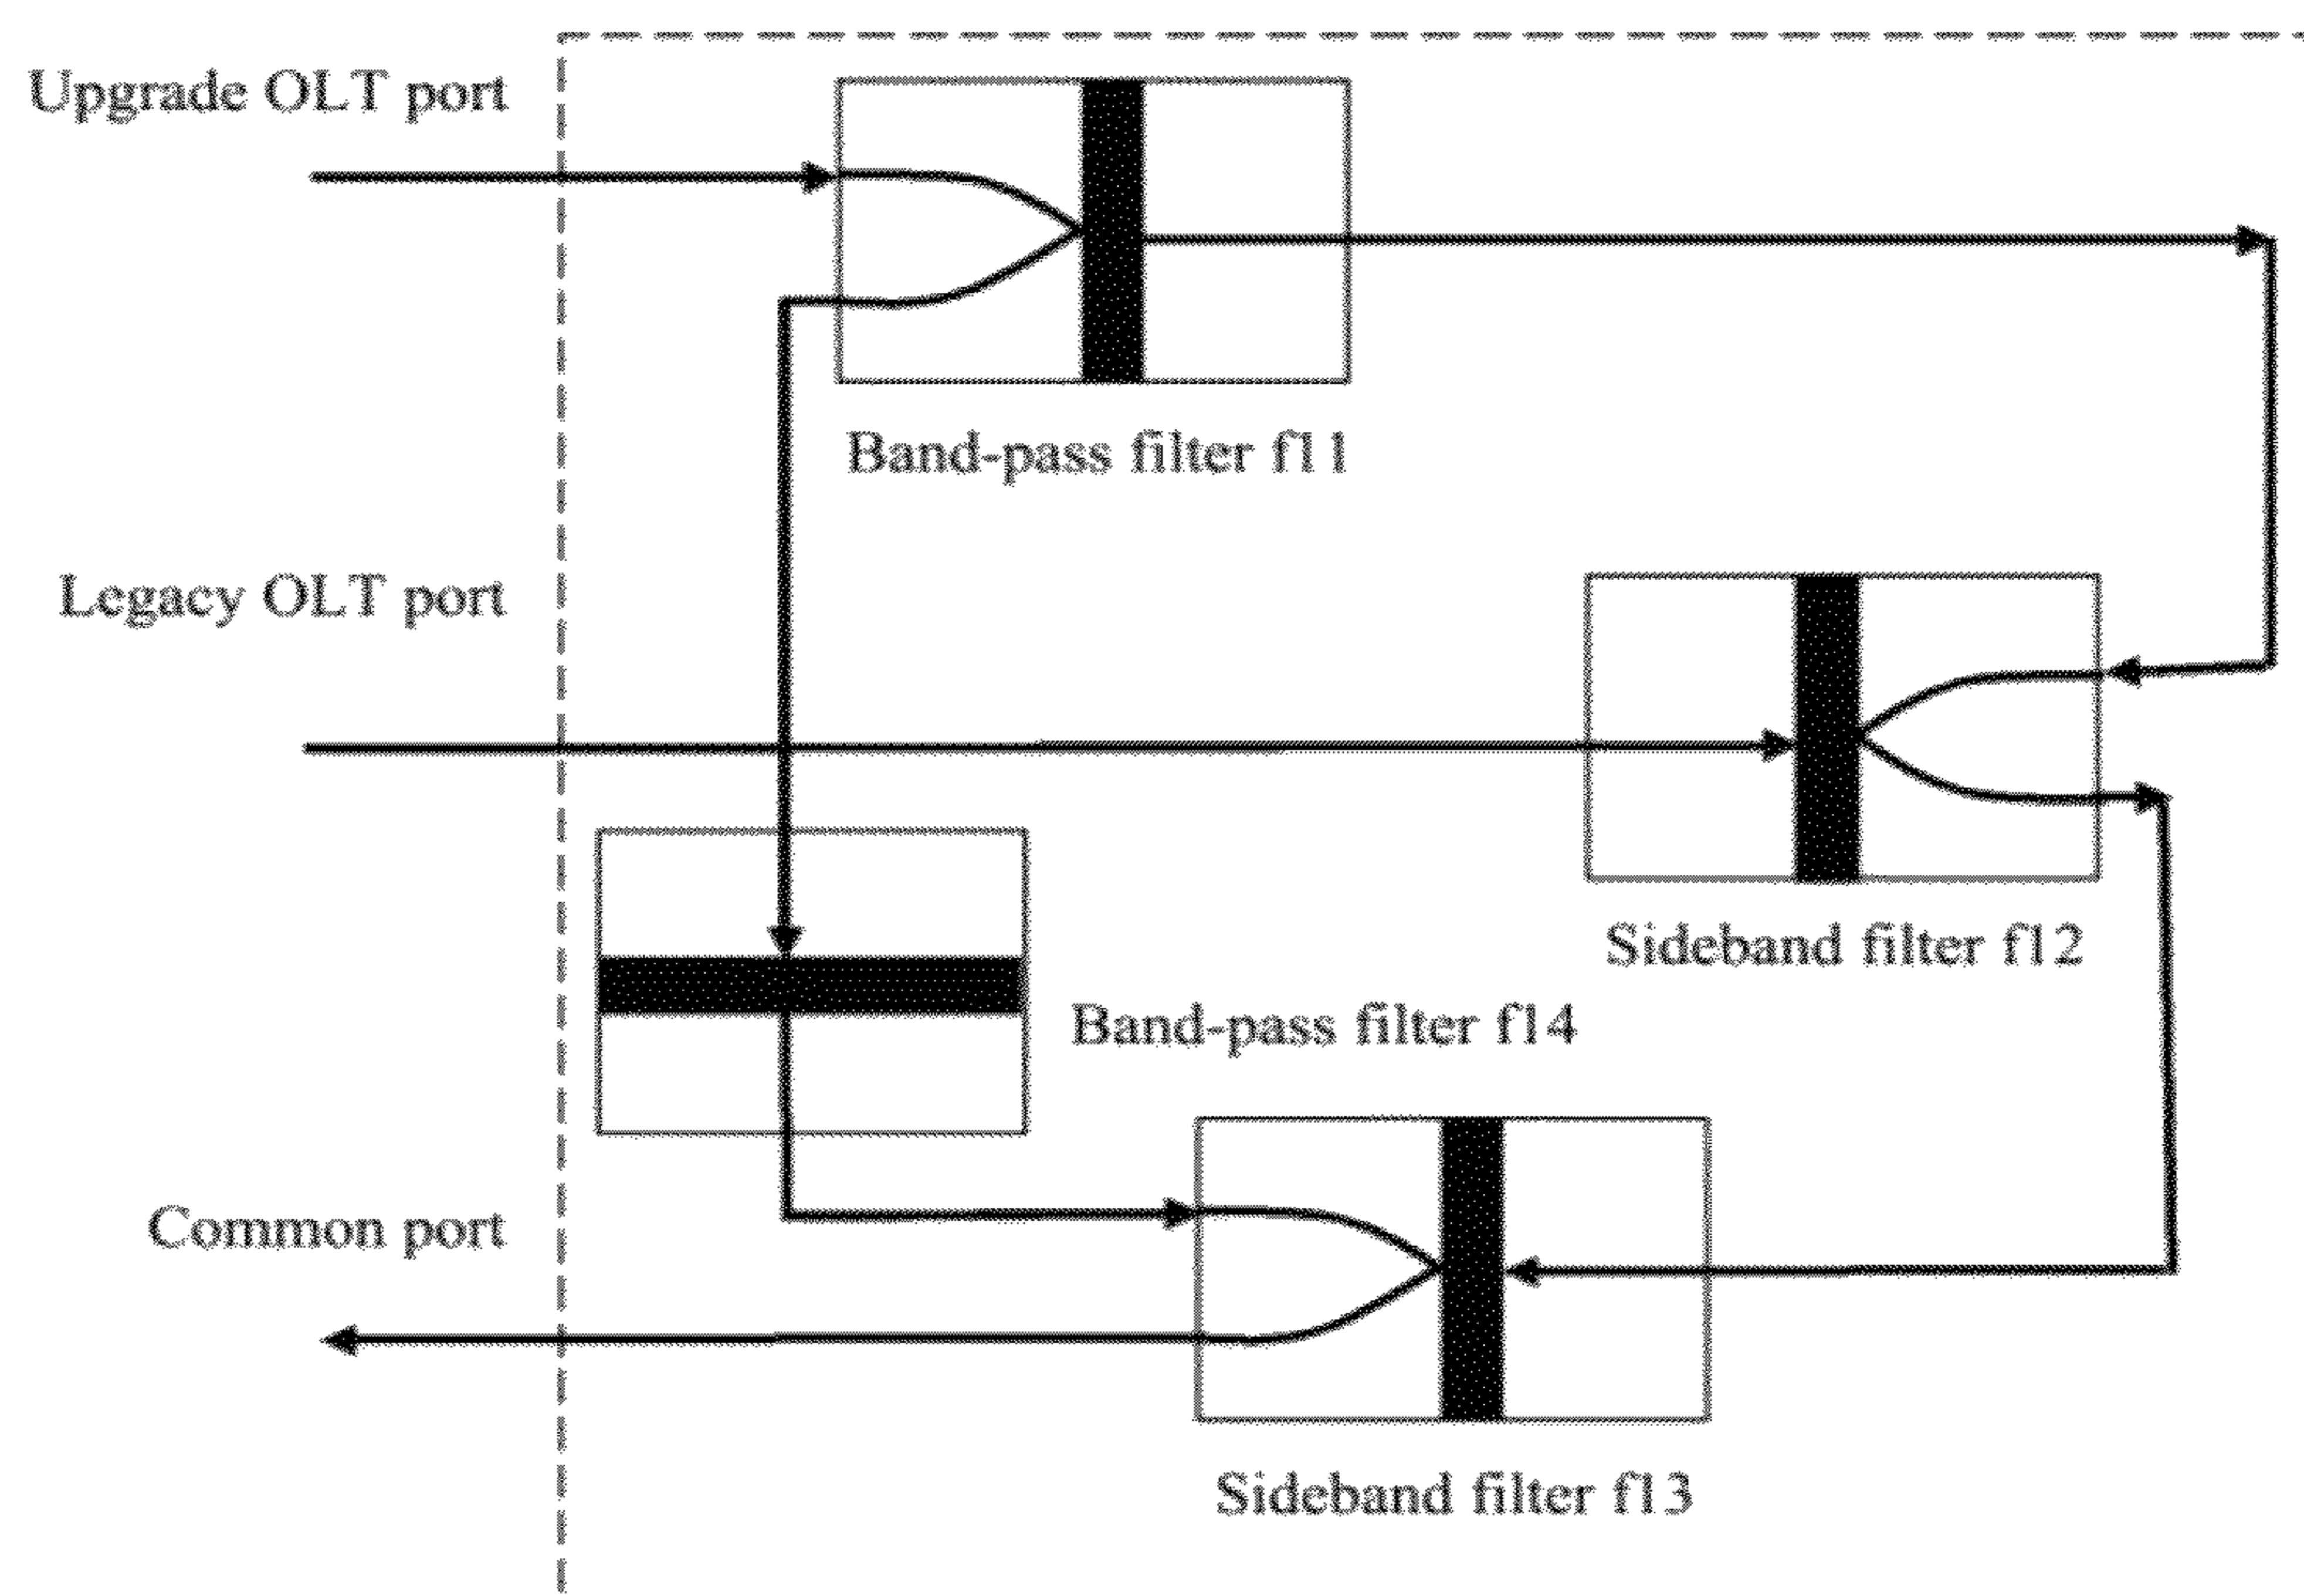 Upgrade OLT port
Band-pass filter f11
Legacy OLT port
Sideband filter f12
Band-pass filter f14
Common port
Sideband filter f13